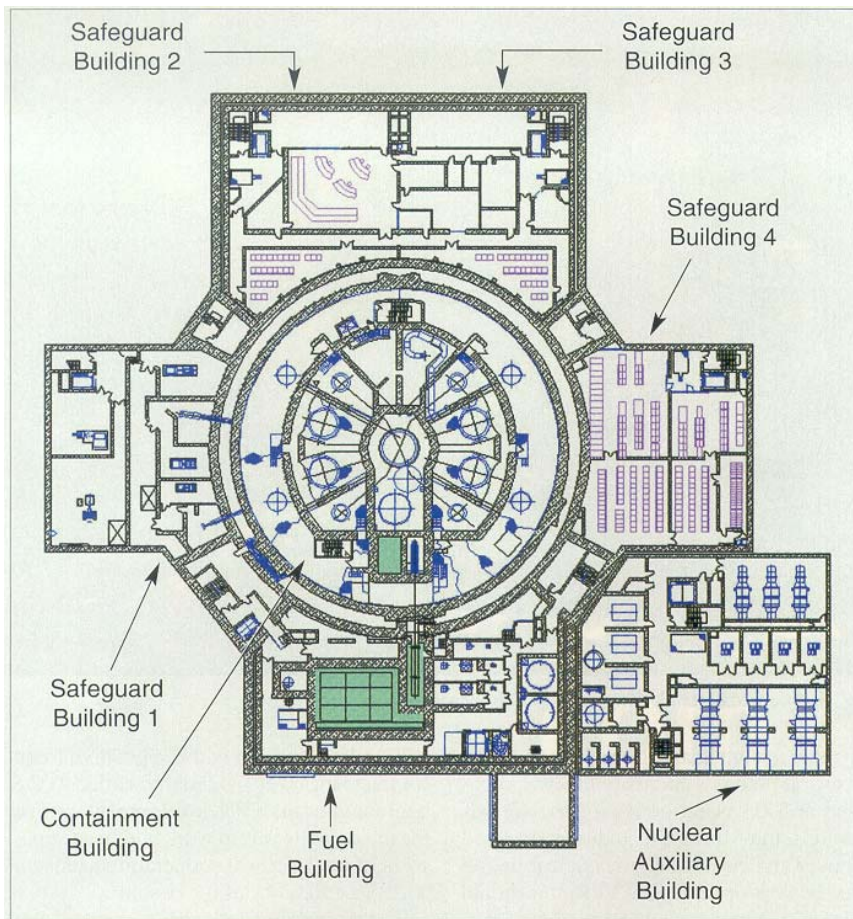 Safeguard
Building 2
Safeguard
Building 3
Safeguard
Building 4
Safeguard
Building 1
Containment
Building
Fuel
Building
Nuclear
Auxiliary
Building